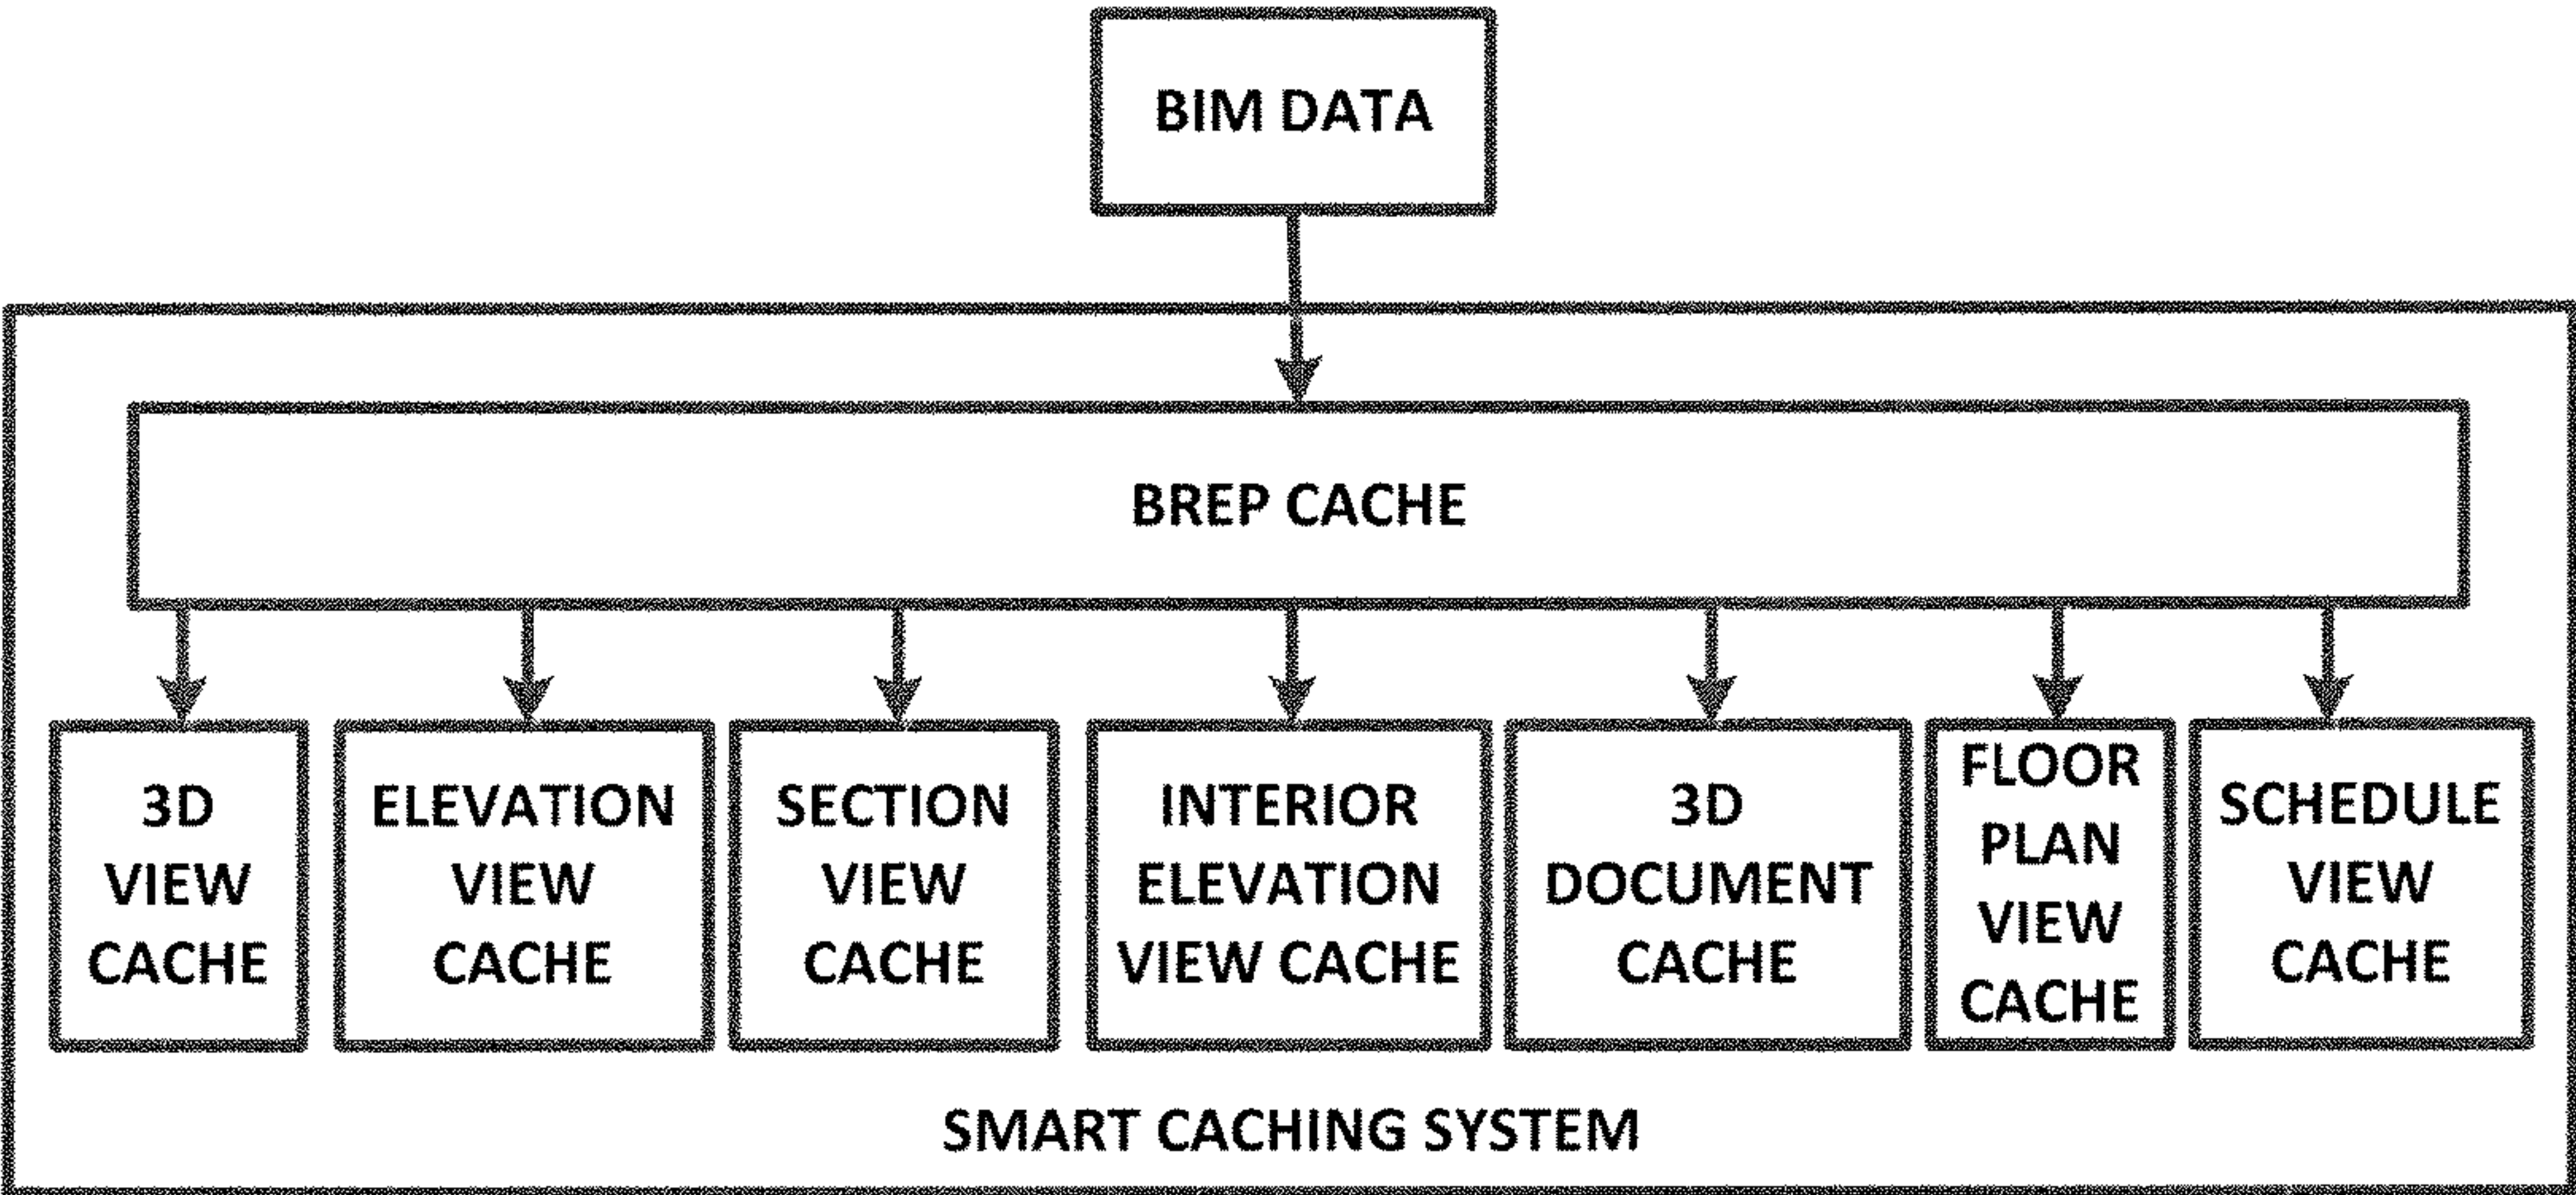 BIM DATA
BREP CACHE
3D
VIEW
CACHE
ELEVATION
VIEW
CACHE
SECTION
VIEW
CACHE
INTERIOR
ELEVATION
VIEW CACHE
3D
DOCUMENT
CACHE
FLOOR
PLAN
VIEW
CACHE
SCHEDULE
VIEW
CACHE
SMART CACHING SYSTEM